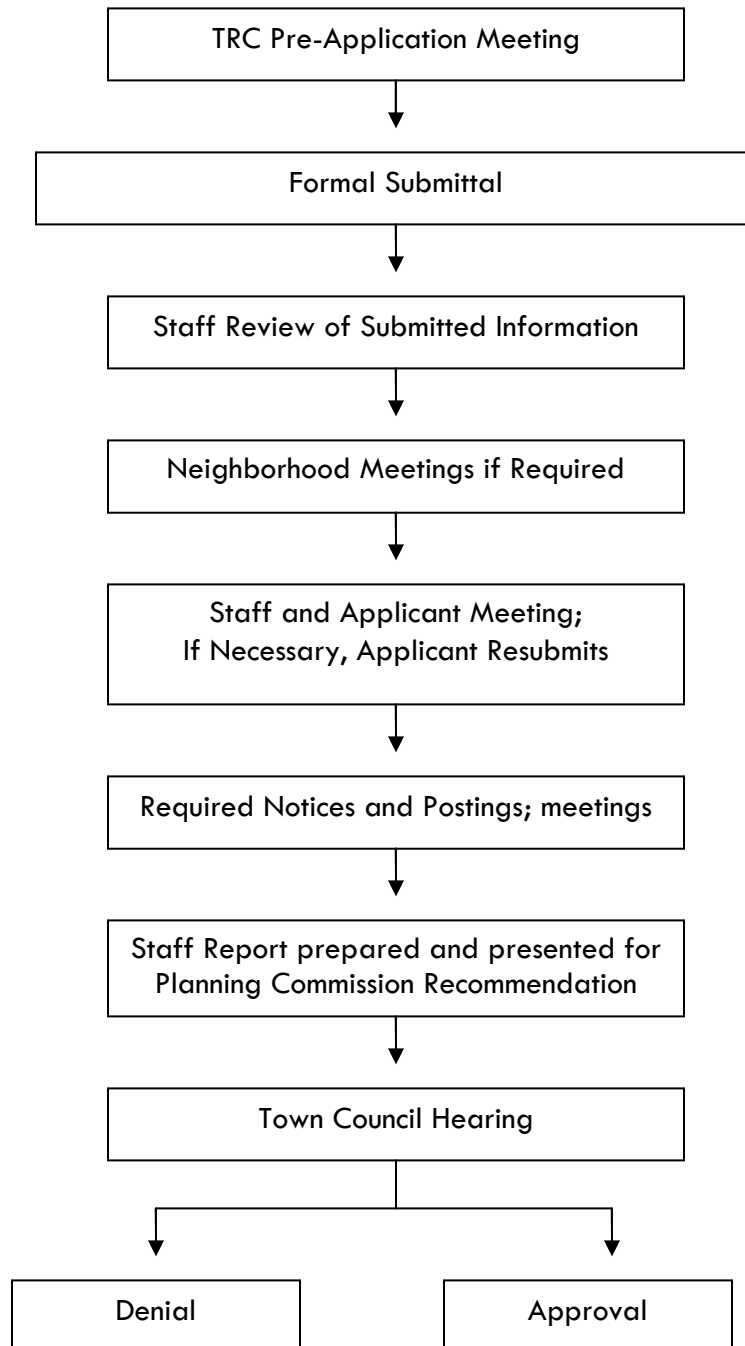 TRC Pre-Application Meeting
Formal Submittal
Staff Review of Submitted Information
Neighborhood Meetings if Required
Staff and Applicant Meeting;
If Necessary, Applicant Resubmits
Required Notices and Postings; meetings
Staff Report prepared and presented for
Planning Commission Recommendation
Town Council Hearing
Denial
Approval